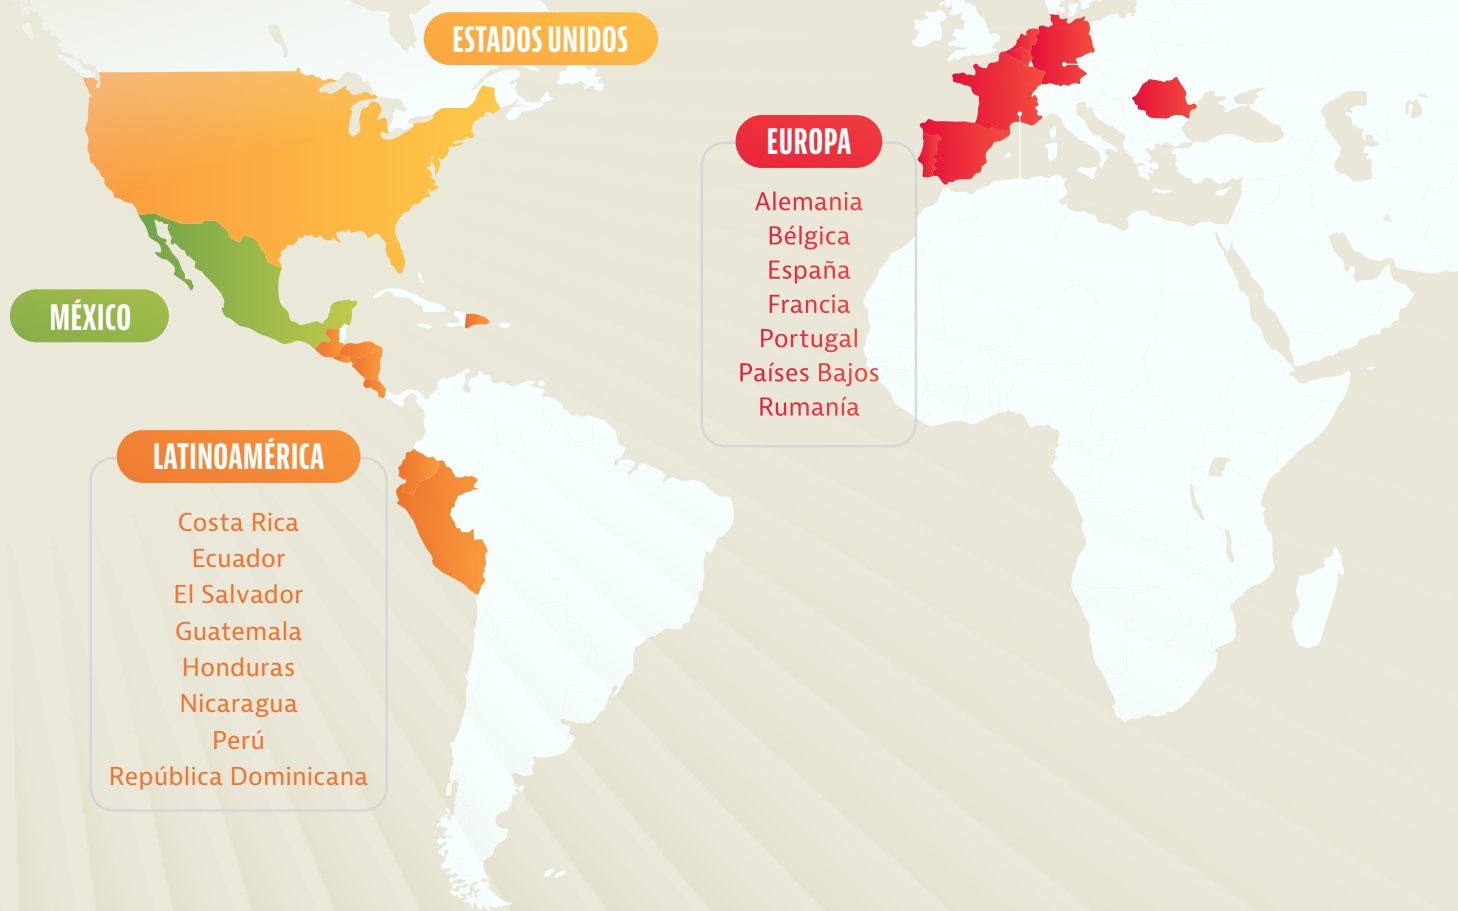 ESTADOS UNIDOS
EUROPA
Alemania
Bélgica
España
Francia
Portugal
Países Bajos
Rumanía
MÉXICO
LATINOAMÉRICA
Costa Rica
Ecuador
El Salvador
Guatemala
Honduras
Nicaragua
Perú
República Dominicana